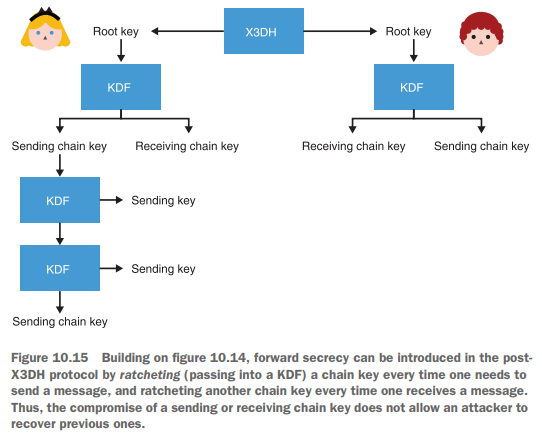 Root key
X3DH
Root key
KDF
KDF
Sending chain key
Receiving chain key
Receiving chain key
Sending chain key
KDF
Sending key
KDF
Sending key
Sending chain key
Figure 10.15 Building on figure 10.14, forward secrecy can be introduced in the post-
X3DH protocol by ratcheting (passing into a KDF) a chain key every time one needs to
send a message, and ratcheting another chain key every time one receives a message.
Thus, the compromise of a sending or receiving chain key does not allow an attacker to
recover previous ones.